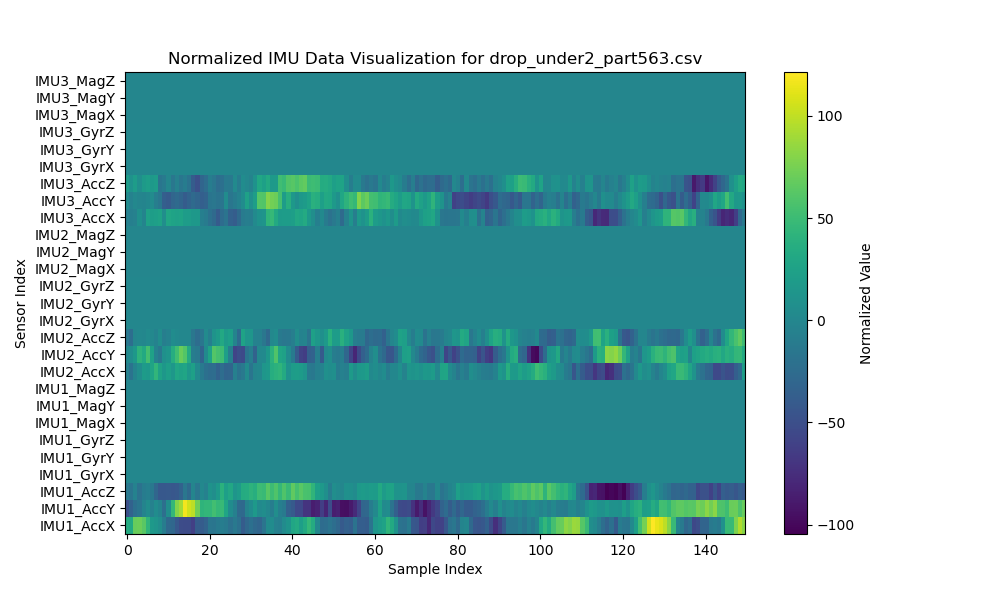 Normalized IMU Data Visualization for drop_under2_part563.csv
IMU3_MagZ
IMU3_MagY
IMU3_MagX
IMU3_GyrZ
IMU3_GyrY
IMU3_GyrX
IMU3_AccZ
IMU3_AccY
IMU3_AccX
IMU2_MagZ
IMU2_MagY
IMU2_MagX
IMU2_GyrZ
IMU2_GyrY
IMU2_GyrX
IMU2_AccZ
IMU2_AccY
IMU2_AccX
IMU1_MagZ
IMU1_MagY
IMU1_MagX
IMU1_GyrZ
IMU1_GyrY
IMU1_GyrX
IMU1_AccZ
IMU1_AccY
IMU1_AccX
Sensor Index
0 20 40 60 80 100 120 140
Sample Index
100
50
0
−50
−100
Normalized Value